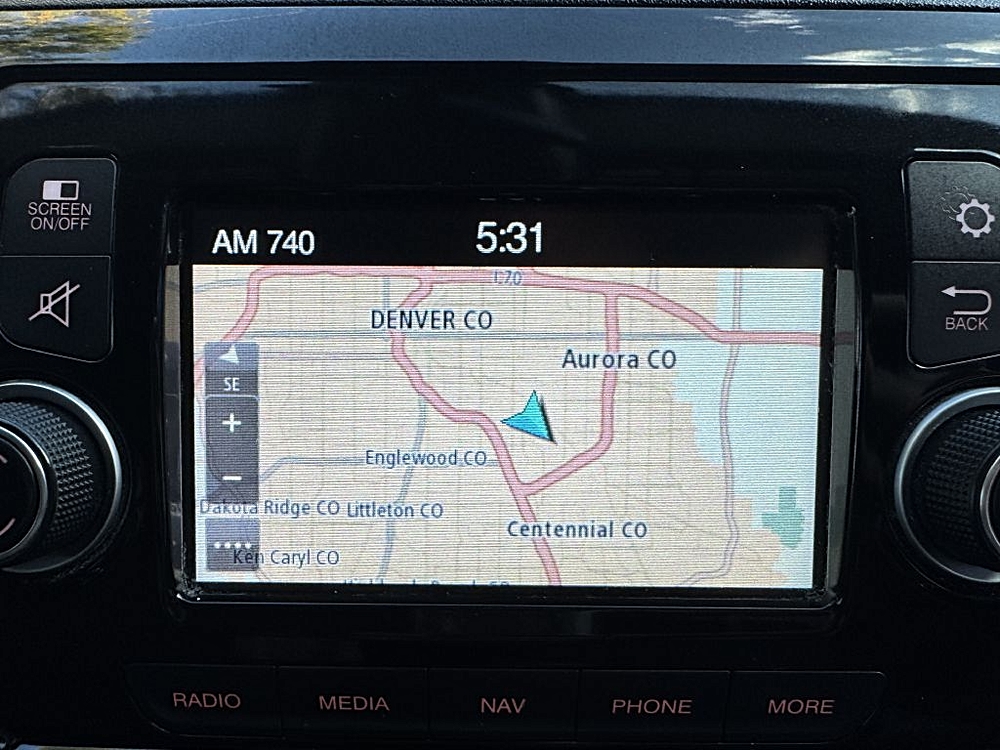 SCREEN
ON/OFF
AM 740
5:31
BACK
I-70
DENVER CO
Aurora CO
SE
+
−
Englewood CO
Dakota Ridge CO
Littleton CO
Centennial CO
Ken Caryl CO
RADIO
MEDIA
NAV
PHONE
MORE